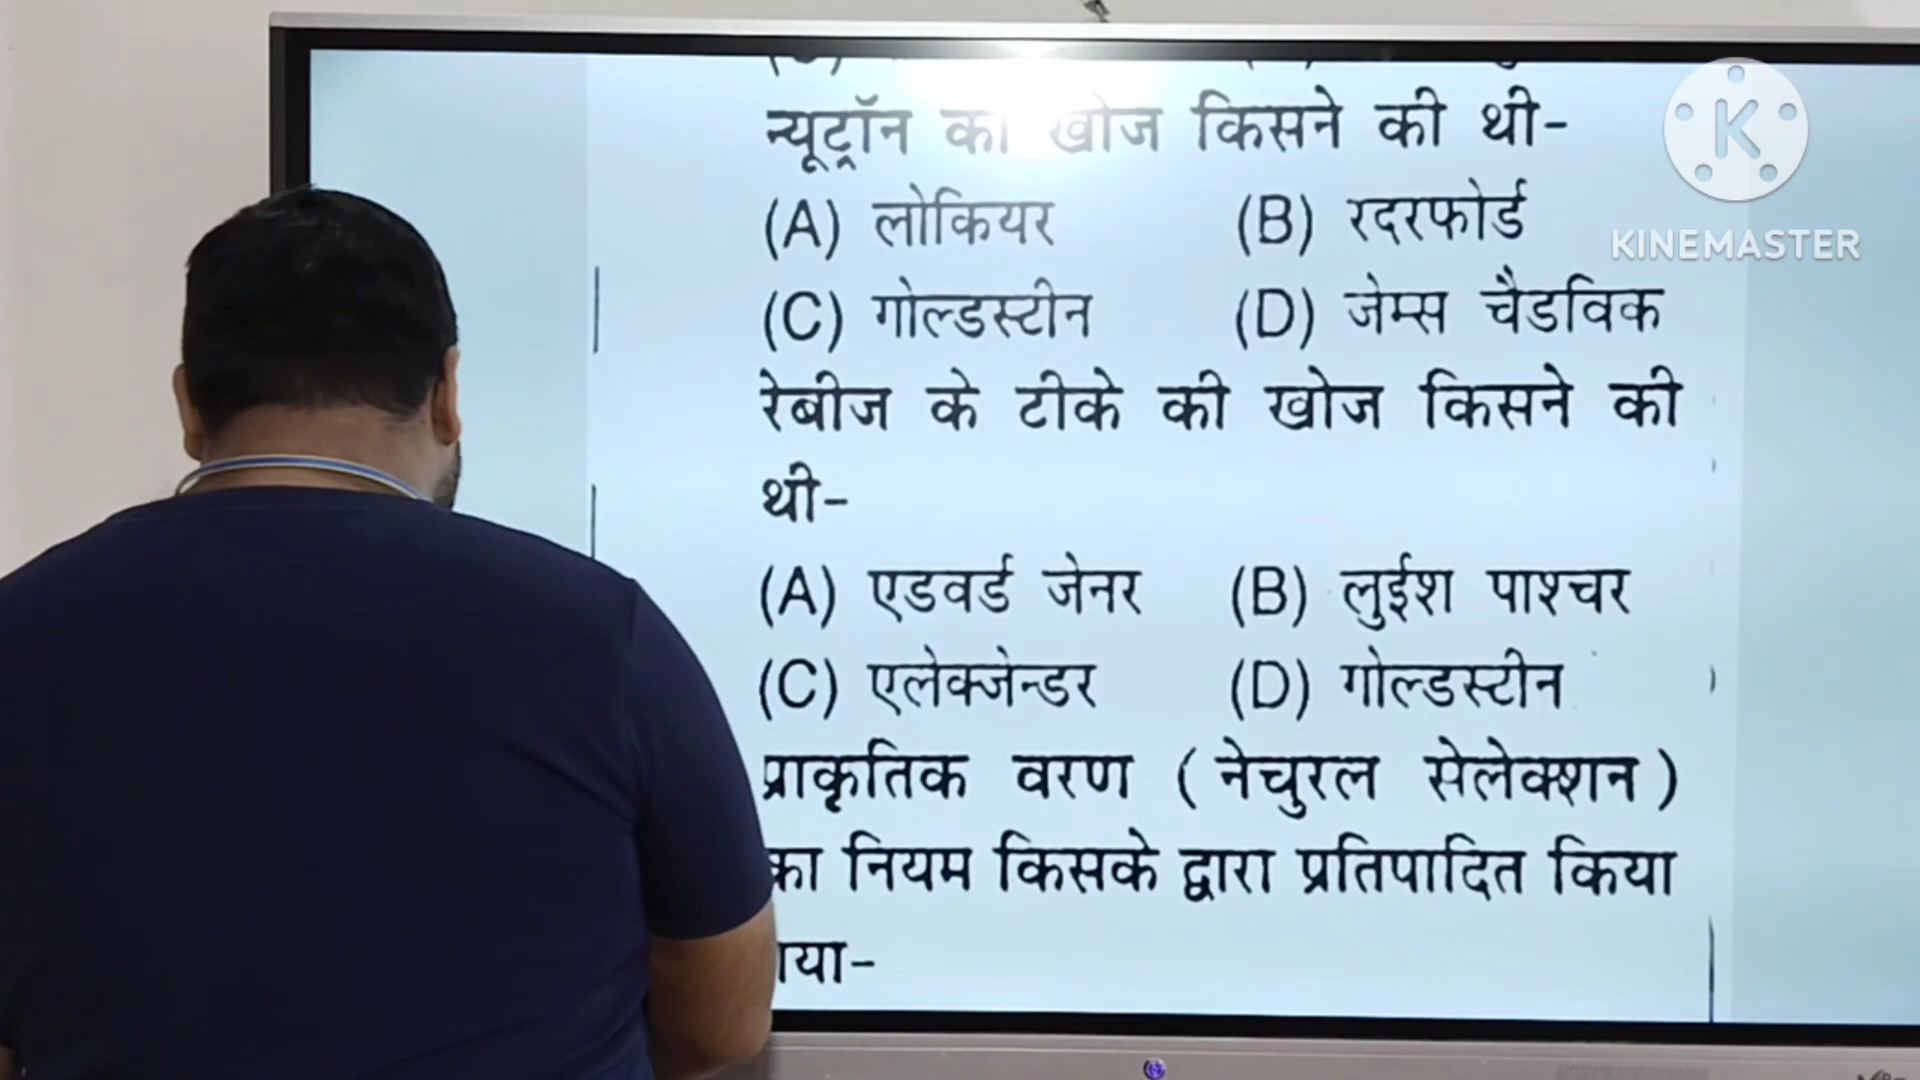 न्यूट्रॉन की खोज किसने की थी-
(A) लोकियर (B) रदरफोर्ड
(C) गोल्डस्टीन (D) जेम्स चैडविक
रेबीज के टीके की खोज किसने की
थी-
(A) एडवर्ड जेनर (B) लुईश पाश्चर
(C) एलेक्जेन्डर (D) गोल्डस्टीन
प्राकृतिक वरण (नेचुरल सेलेक्शन)
का नियम किसके द्वारा प्रतिपादित किया
गया-
K
KINEMASTER